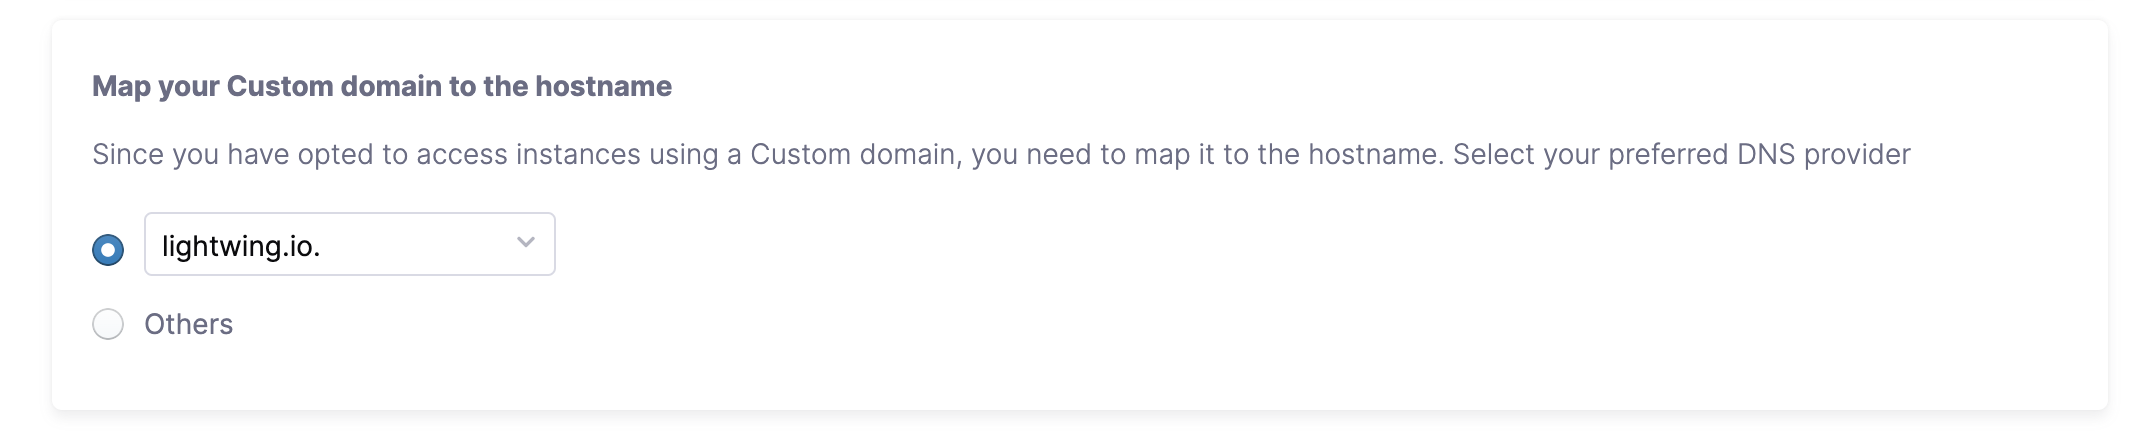 Map your Custom domain to the hostname
Since you have opted to access instances using a Custom domain, you need to map it to the hostname. Select your preferred DNS provider
lightwing.io.
Others